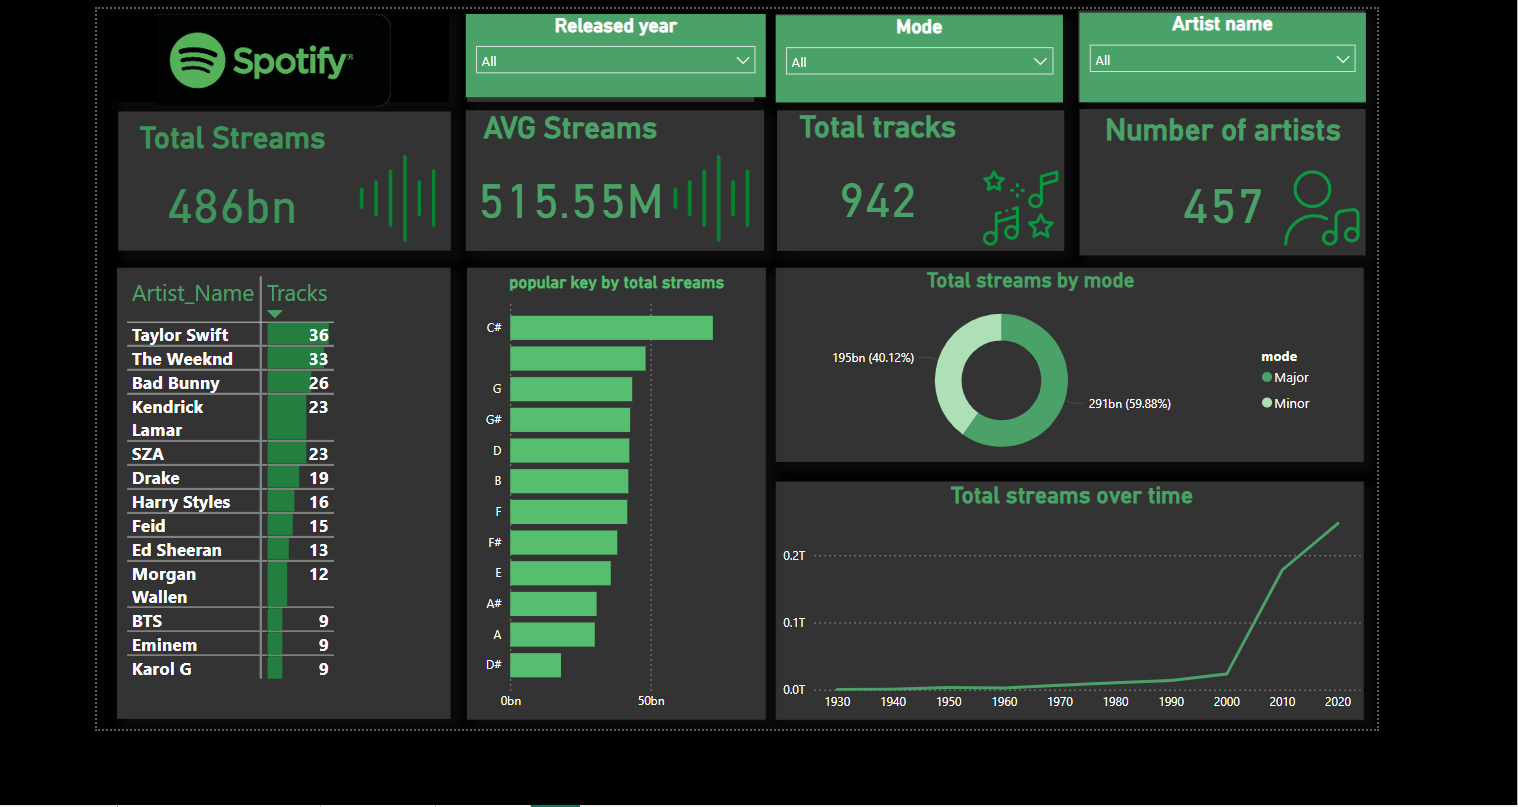 Spotify®
Released year
All
Mode
All
Artist name
All
Total Streams
486bn
AVG Streams
515.55M
Total tracks
942
Number of artists
457
Artist_Name Tracks
Taylor Swift 36
The Weeknd 33
Bad Bunny 26
Kendrick 23
Lamar
SZA 23
Drake 19
Harry Styles 16
Feid 15
Ed Sheeran 13
Morgan 12
Wallen
BTS 9
Eminem 9
Karol G 9
popular key by total streams
C#
G
G#
D
B
F
F#
E
A#
A
D#
0bn 50bn
Total streams by mode
195bn (40.12%)
291bn (59.88%)
mode
Major
Minor
Total streams over time
0.2T
0.1T
0.0T
1930 1940 1950 1960 1970 1980 1990 2000 2010 2020